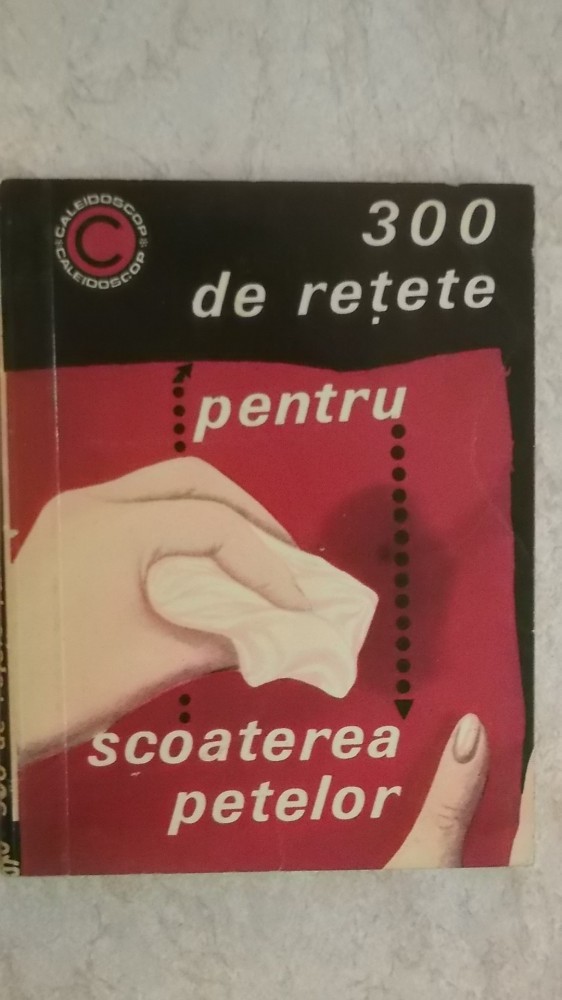 CALEIDOSCOP
CALEIDOSCOP
C
300
de rețete
pentru
scoaterea
petelor